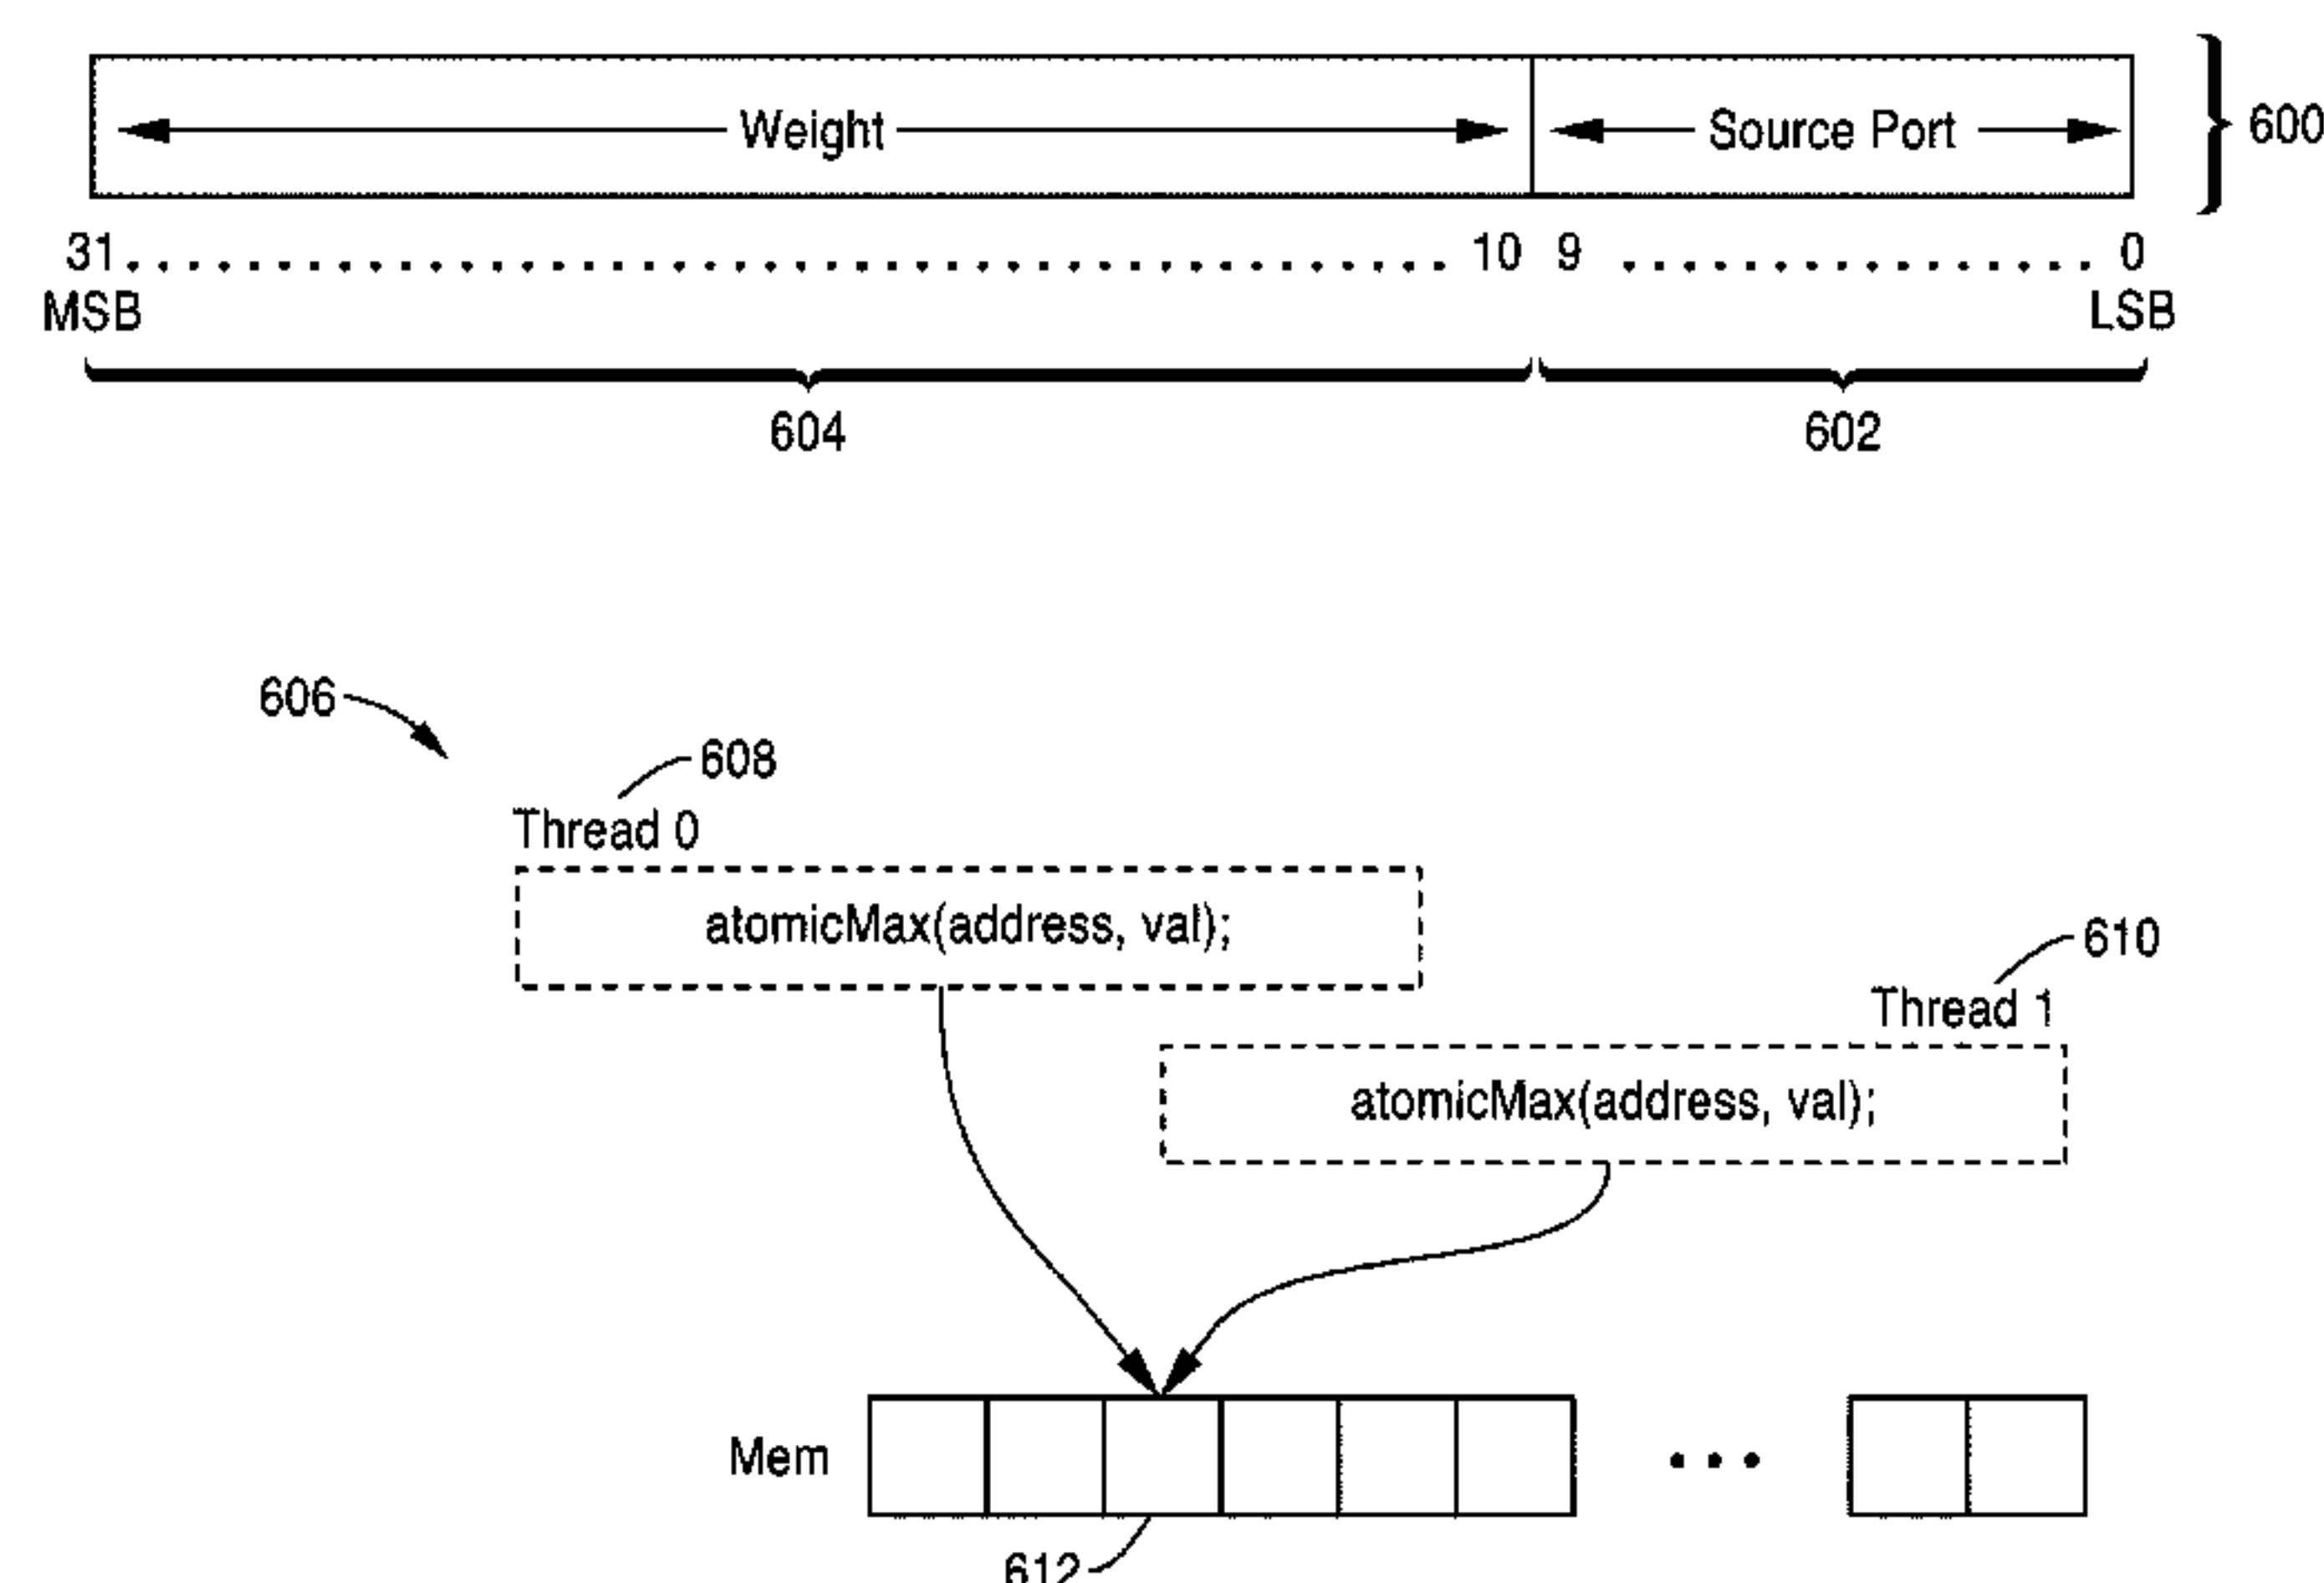 Weight Source Port 600
31 10 9 0
MSB LSB
604 602
606
608
Thread 0
atomicMax(address, val);
610
Thread 1
atomicMax(address, val);
Mem ...
612